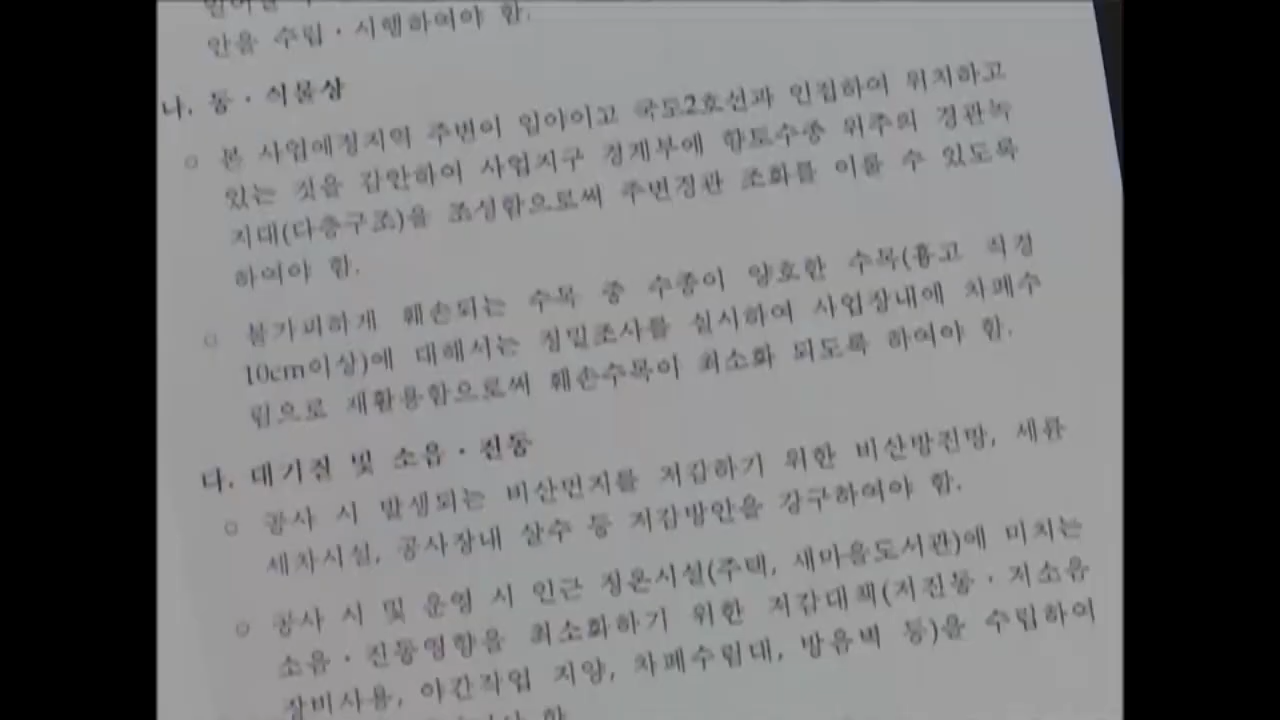 안을 수립·시행하여야 함.
나. 동·식물상
○ 본 사업예정지의 주변이 임야이고 국도2호선과 인접하여 위치하고
있는 것을 감안하여 사업지구 경계부에 향토수종 위주의 경관녹
지대(다층구조)을 조성함으로써 주변경관 조화를 이룰 수 있도록
하여야 함.
○ 불가피하게 훼손되는 수목 중 수종이 양호한 수목(흉고 직경
10cm이상)에 대해서는 정밀조사를 실시하여 사업장내에 차폐수
림으로 재활용함으로써 훼손수목이 최소화 되도록 하여야 함.
다. 대기질 및 소음·진동
○ 공사 시 발생되는 비산먼지를 저감하기 위한 비산방진망, 세륜
세차시설, 공사장내 살수 등 저감방안을 강구하여야 함.
○ 공사 시 및 운영 시 인근 정온시설(주택, 새마을도서관)에 미치는
소음·진동영향을 최소화하기 위한 저감대책(저진동·저소음
장비사용, 야간작업 지양, 차폐수림대, 방음벽 등)을 수립하여
함.